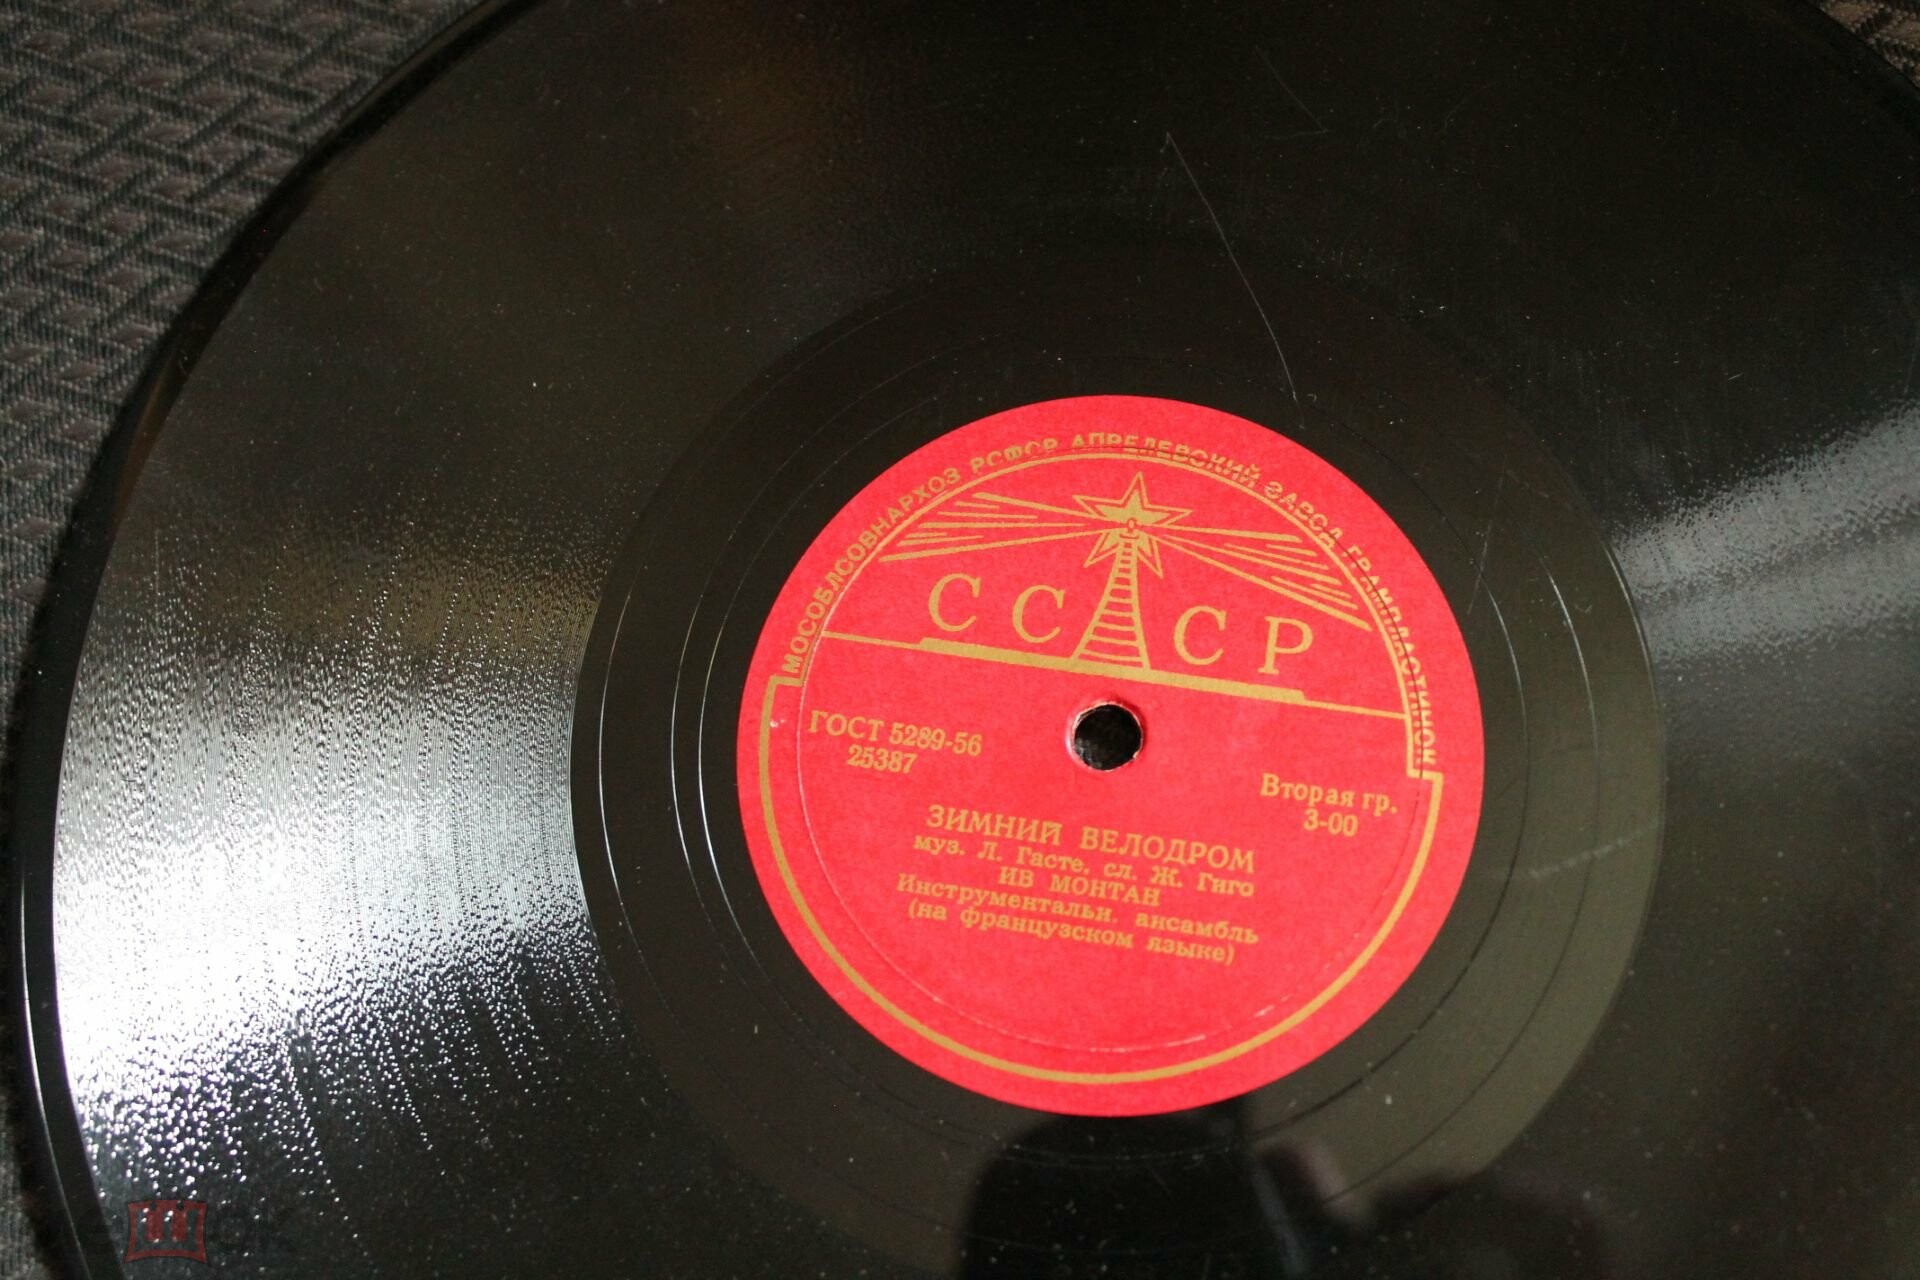 МОСОБЛСОВНАРХОЗ РСФСР АПРЕЛЕВСКИЙ ЗАВОД ГРАМПЛАСТИНОК
СССР
ГОСТ 5289-56
25387
Вторая гр.
3-00
ЗИМНИЙ ВЕЛОДРОМ
муз. Л. Гасте, сл. Ж. Гиго
ИВ МОНТАН
Инструментальн. ансамбль
(на французском языке)